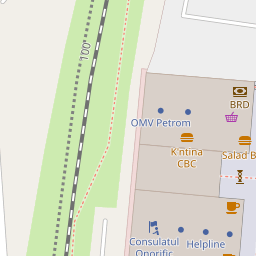 100
BRD
OMV Petrom
K ntina
CBC
Salad B
Consulatul
Onorific
Helpline